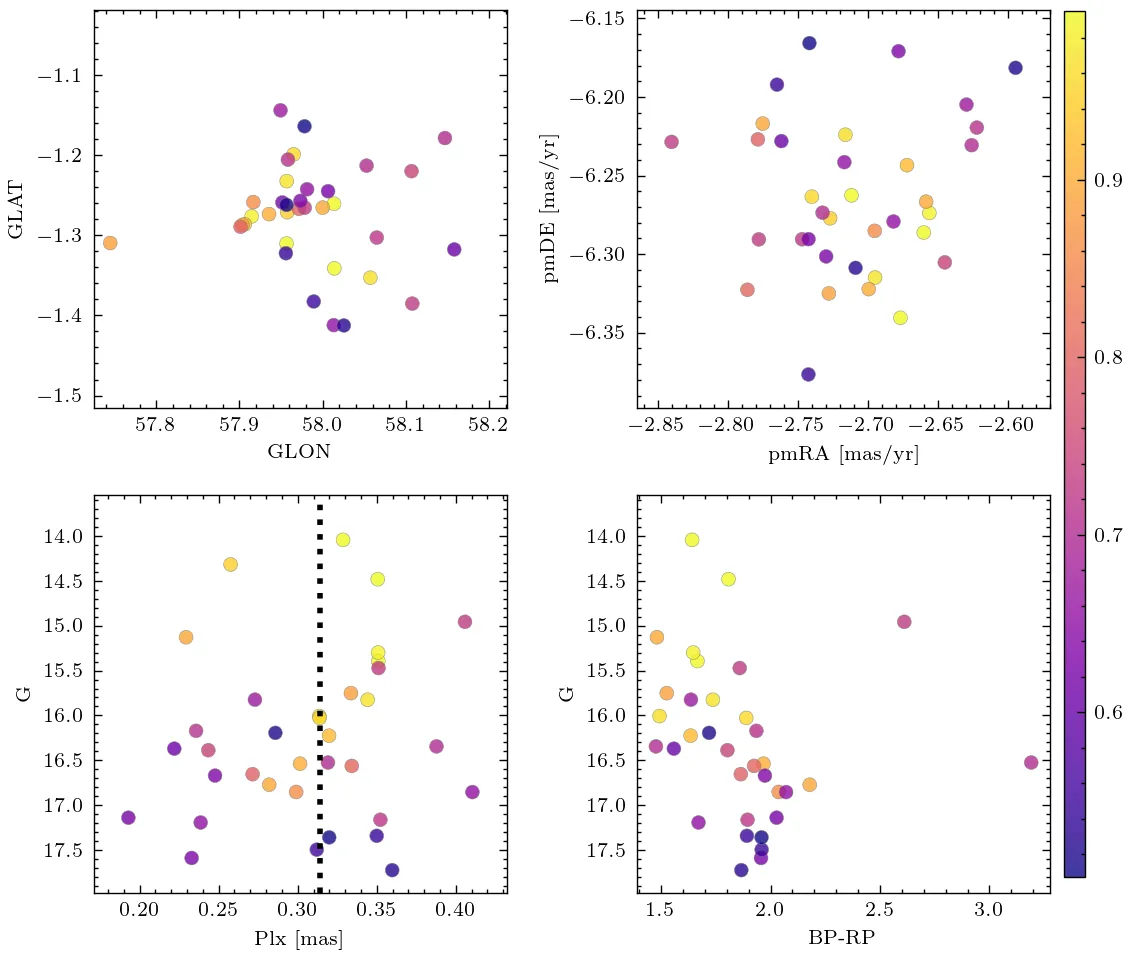 −1.1
−1.2
−1.3
−1.4
−1.5
GLAT
57.8 57.9 58.0 58.1 58.2
GLON
−6.15
−6.20
−6.25
−6.30
−6.35
pmDE [mas/yr]
−2.85 −2.80 −2.75 −2.70 −2.65 −2.60
pmRA [mas/yr]
14.0
14.5
15.0
15.5
16.0
16.5
17.0
17.5
G
0.20 0.25 0.30 0.35 0.40
Plx [mas]
14.0
14.5
15.0
15.5
16.0
16.5
17.0
17.5
G
1.5 2.0 2.5 3.0
BP-RP
0.9
0.8
0.7
0.6